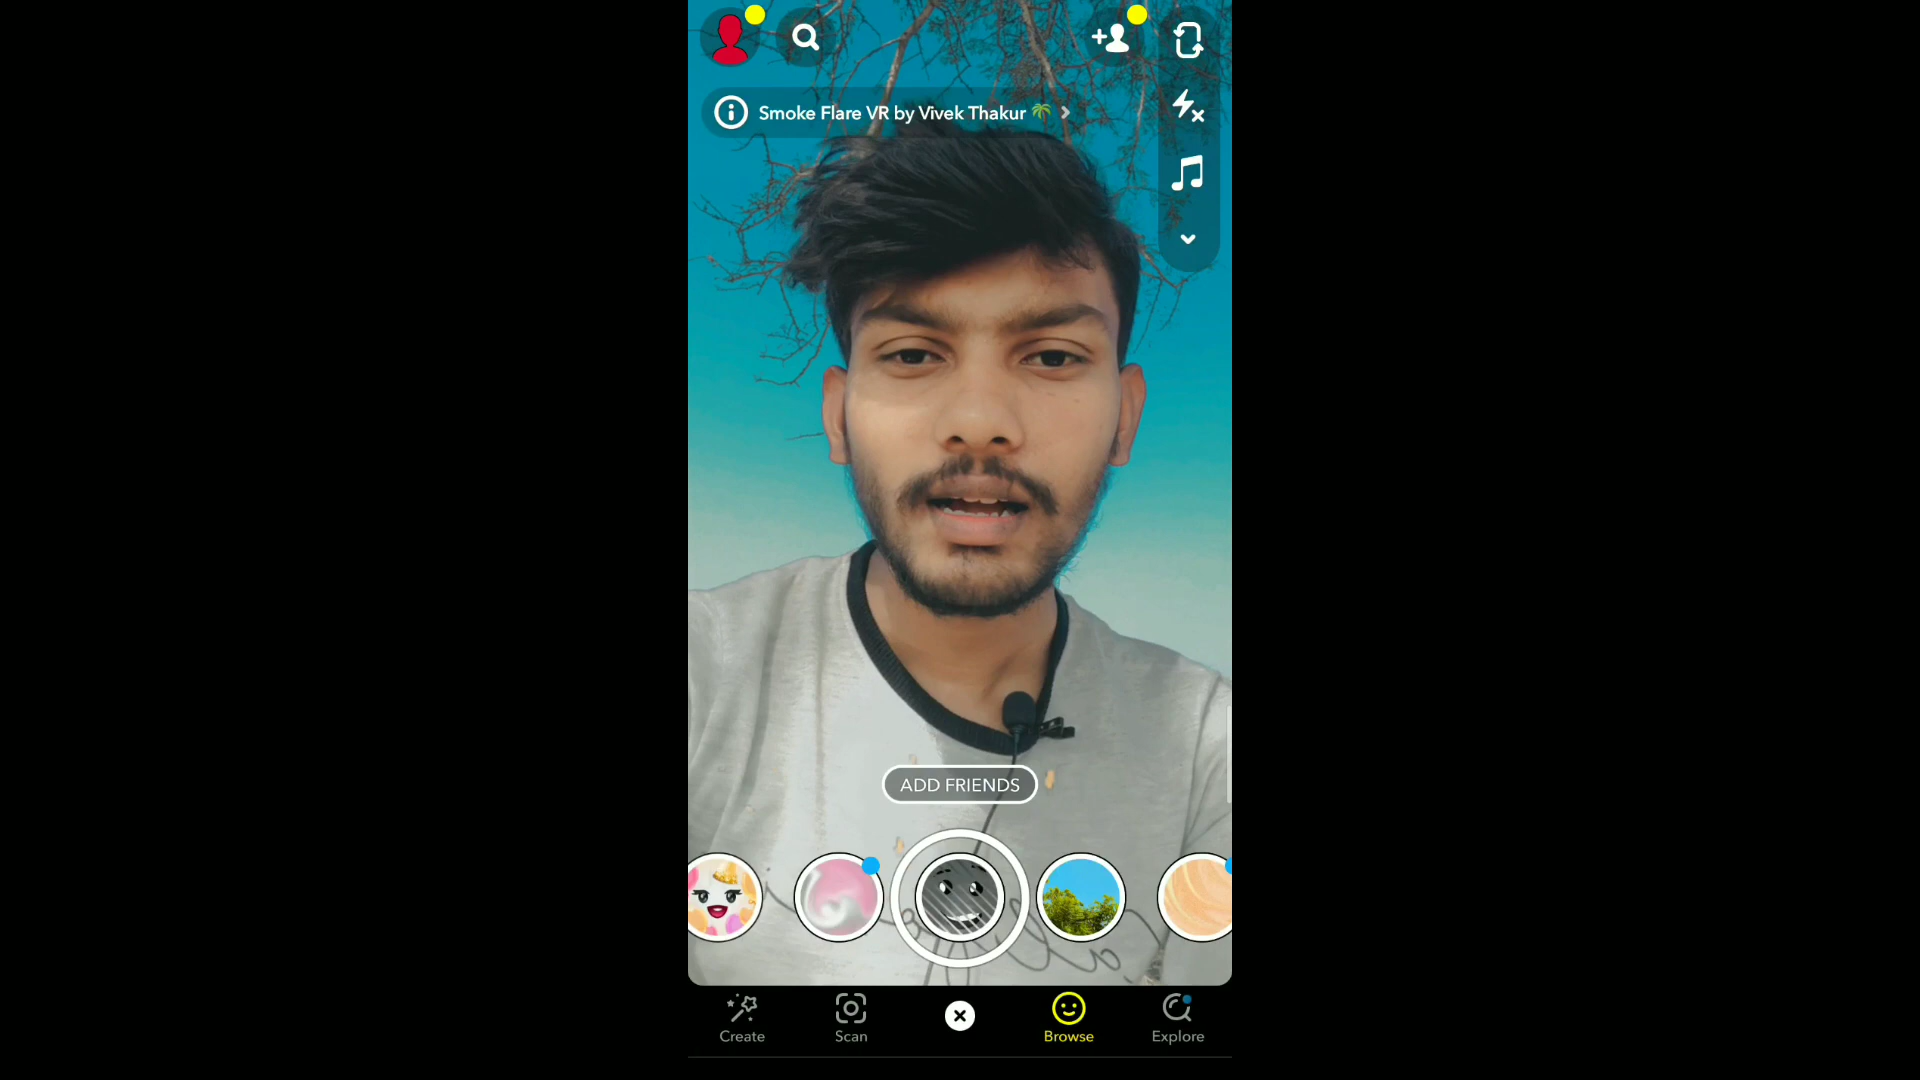 Smoke Flare VR by Vivek Thakur 🌴
ADD FRIENDS
Create
Scan
Browse
Explore